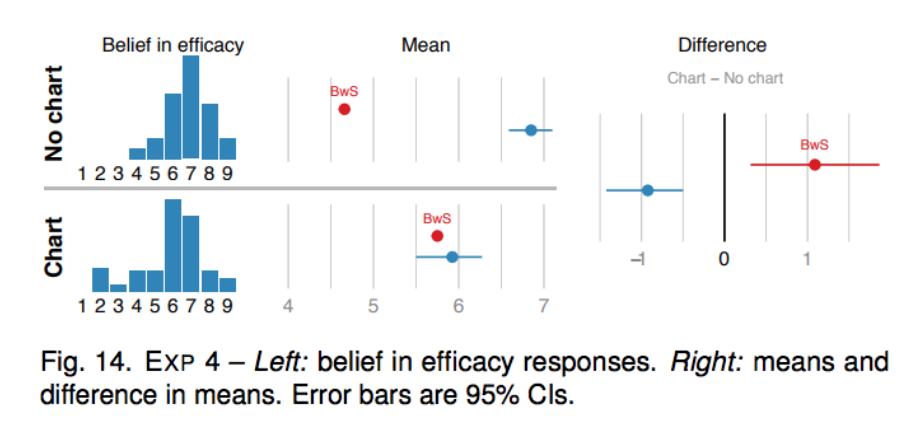 Belief in efficacy Mean Difference
Chart – No chart
No chart
BwS
BwS
1 2 3 4 5 6 7 8 9
Chart
BwS
–1 0 1
1 2 3 4 5 6 7 8 9 4 5 6 7
Fig. 14. EXP 4 – Left: belief in efficacy responses. Right: means and
difference in means. Error bars are 95% CIs.